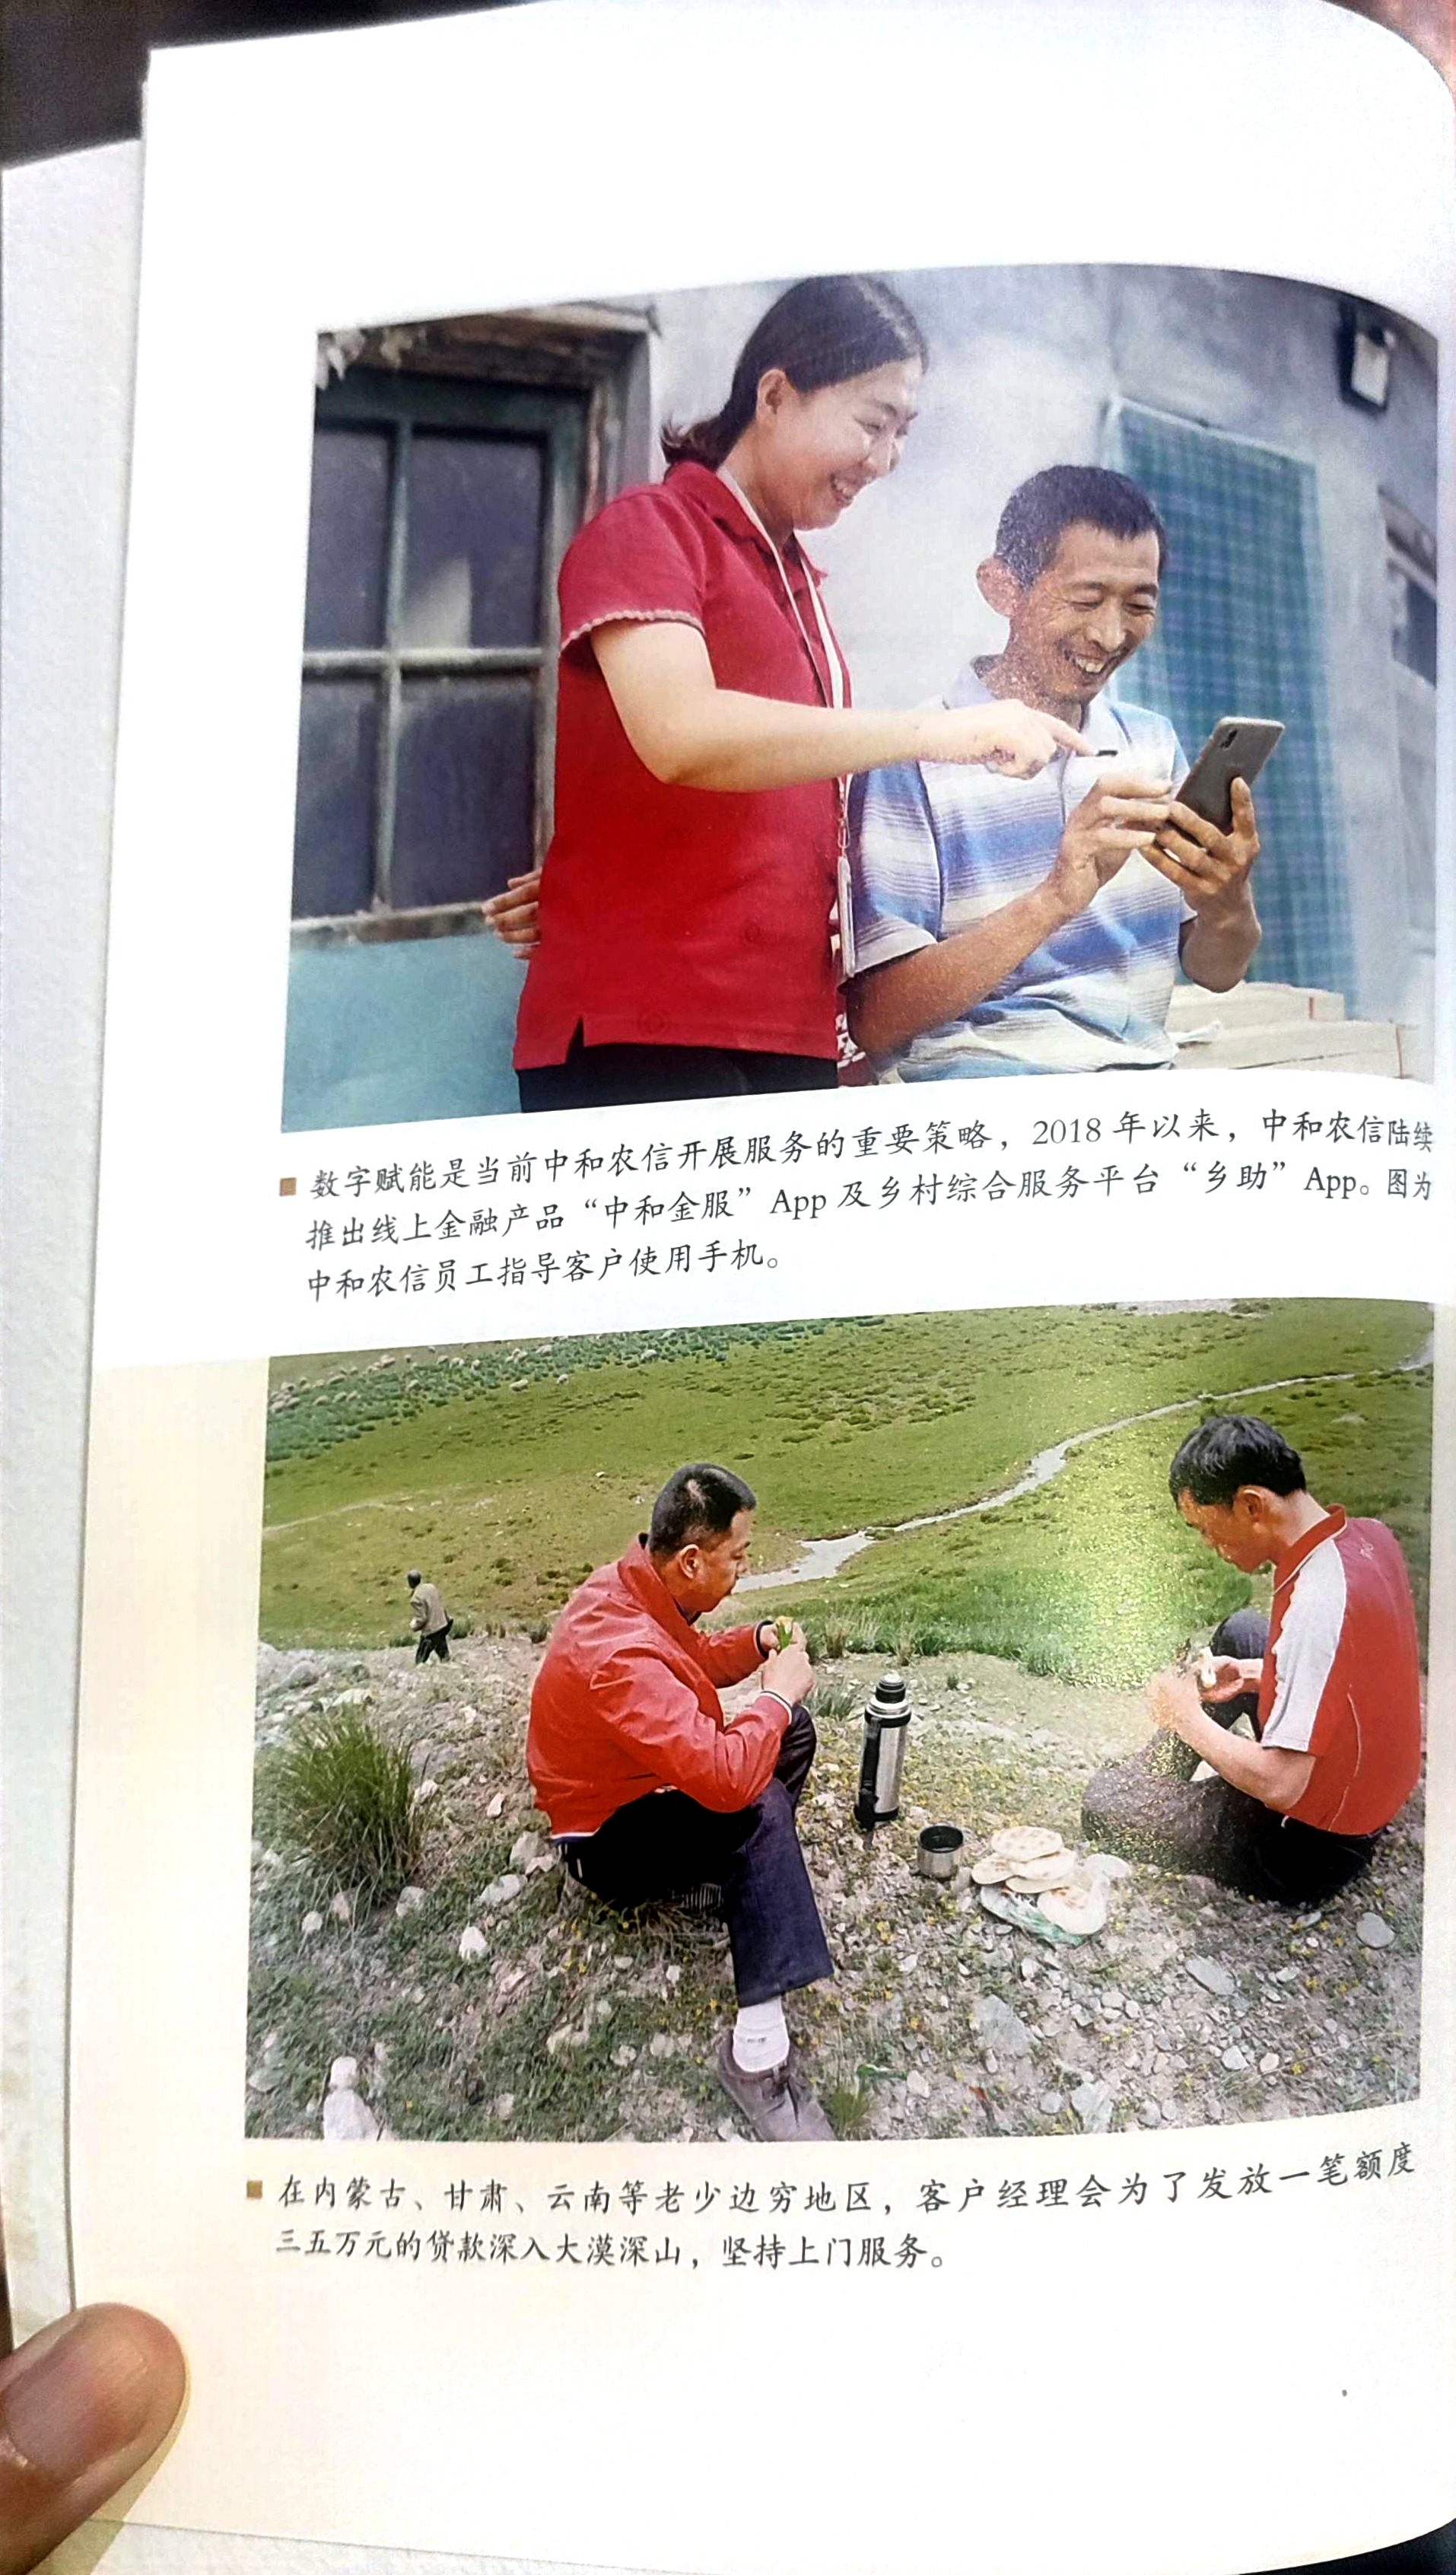 数字赋能是当前中和农信开展服务的重要策略，2018 年以来，中和农信陆续
推出线上金融产品“中和金服”App 及乡村综合服务平台“乡助”App。图为
中和农信员工指导客户使用手机。
在内蒙古、甘肃、云南等老少边穷地区，客户经理会为了发放一笔额度
三五万元的贷款深入大漠深山，坚持上门服务。